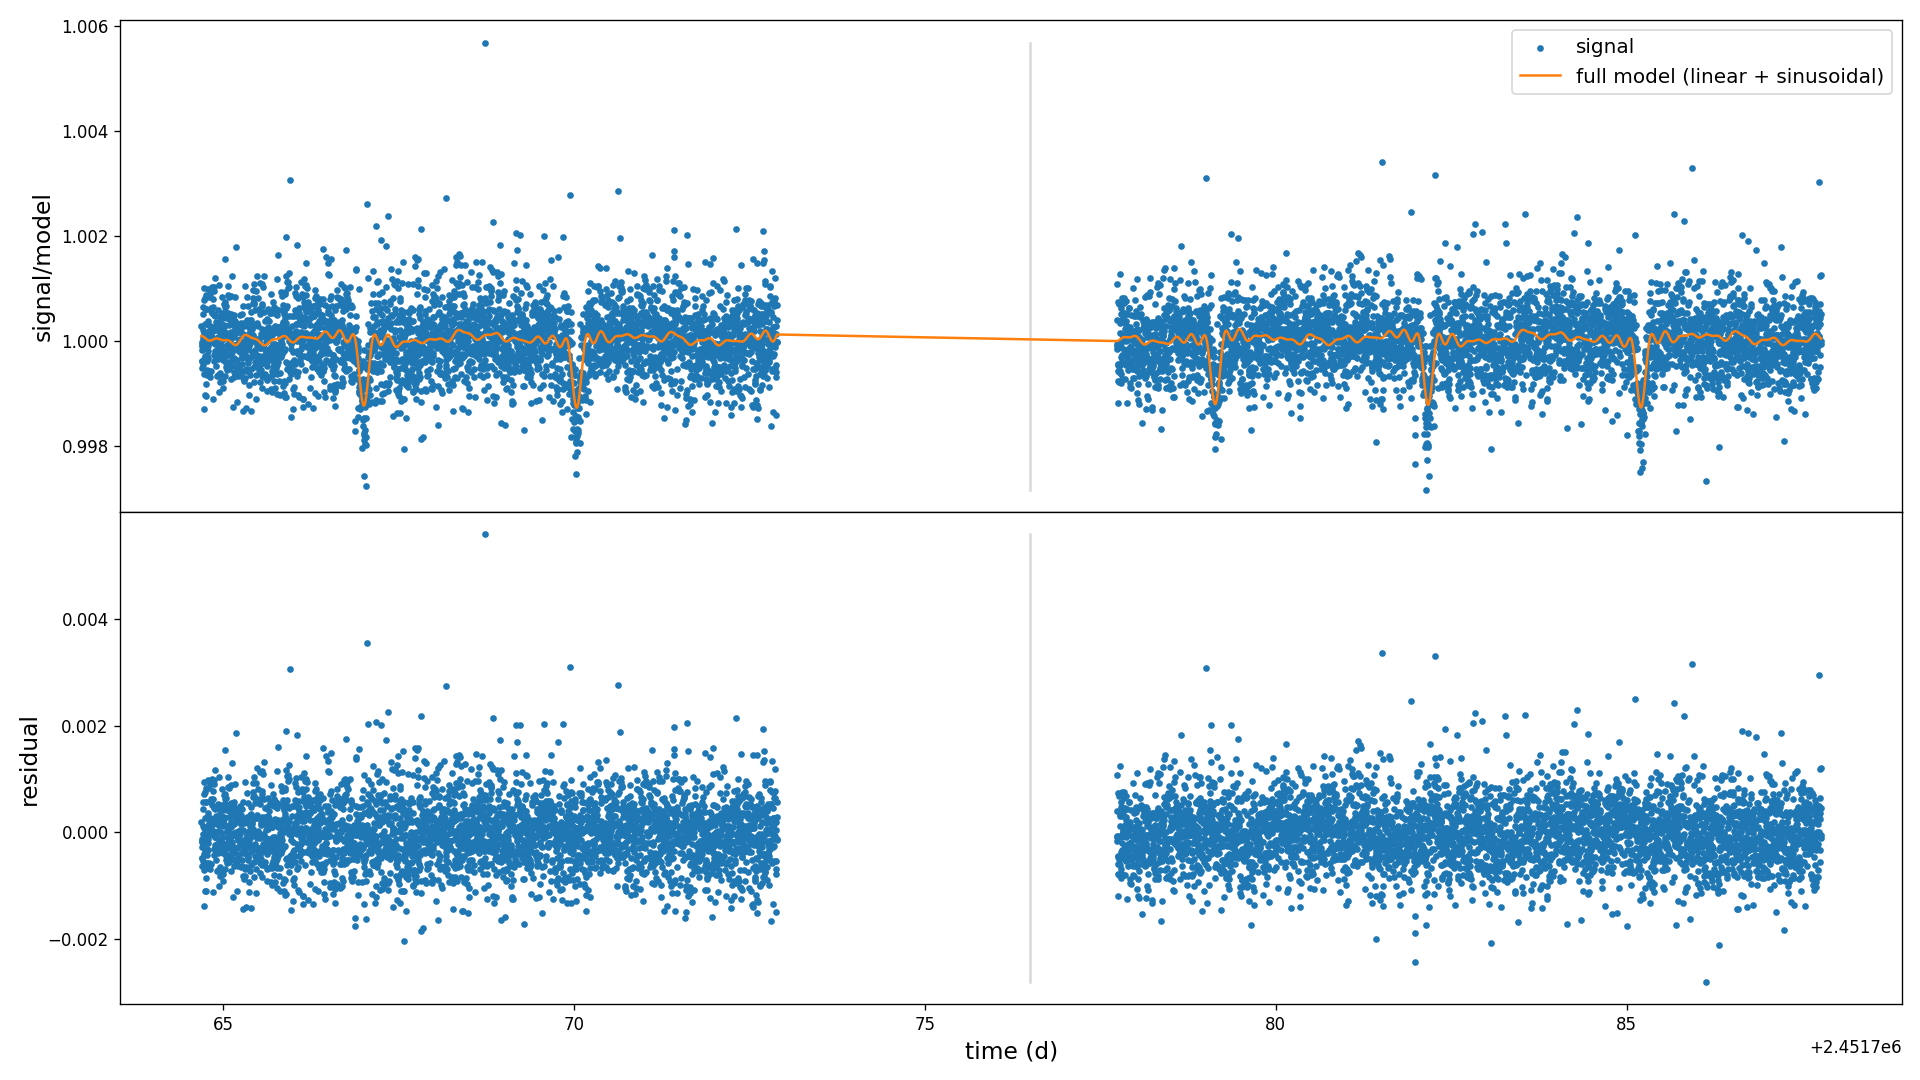 1.006
1.004
1.002
1.000
0.998
signal/model
signal
full model (linear + sinusoidal)
0.004
0.002
0.000
−0.002
residual
65
70
75
80
85
time (d)
+2.4517e6